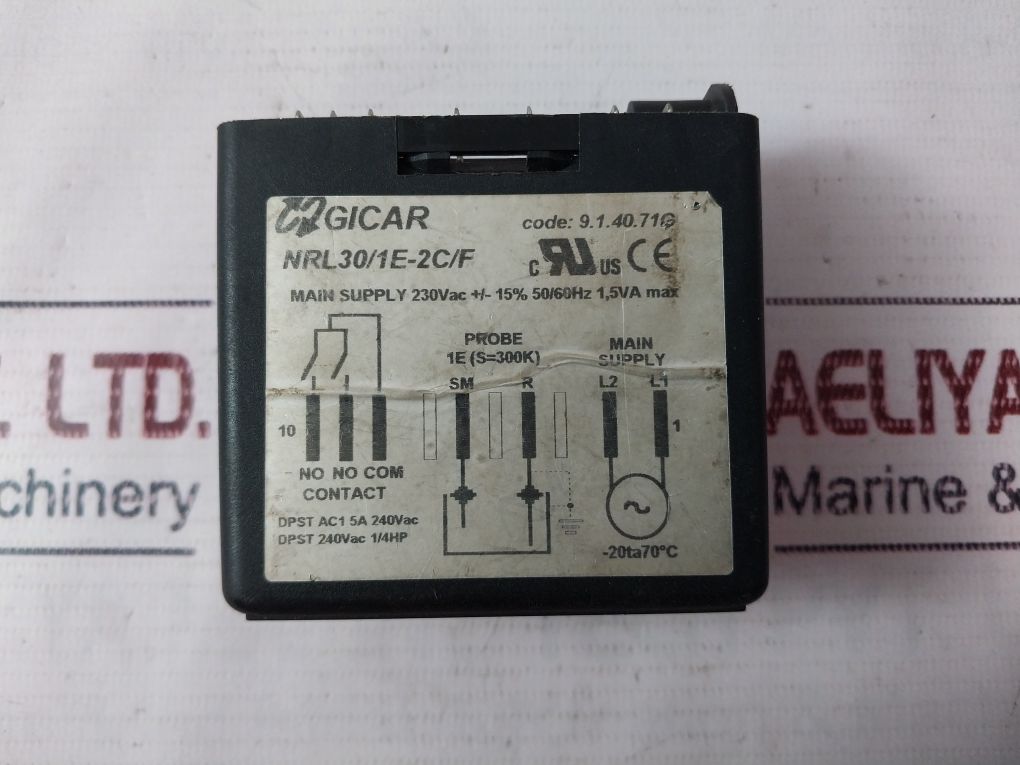 GICAR
code: 9.1.40.71G
NRL30/1E-2C/F
C RU US CE
MAIN SUPPLY 230Vac +/- 15% 50/60Hz 1,5VA max
PROBE
1E (S=300K)
MAIN
SUPPLY
SM R L2 L1
10
1
NO NO COM
CONTACT
DPST AC1 5A 240Vac
DPST 240Vac 1/4HP
~
-20ta70°C
. LTD.
chinery
AELIYA
Marine &